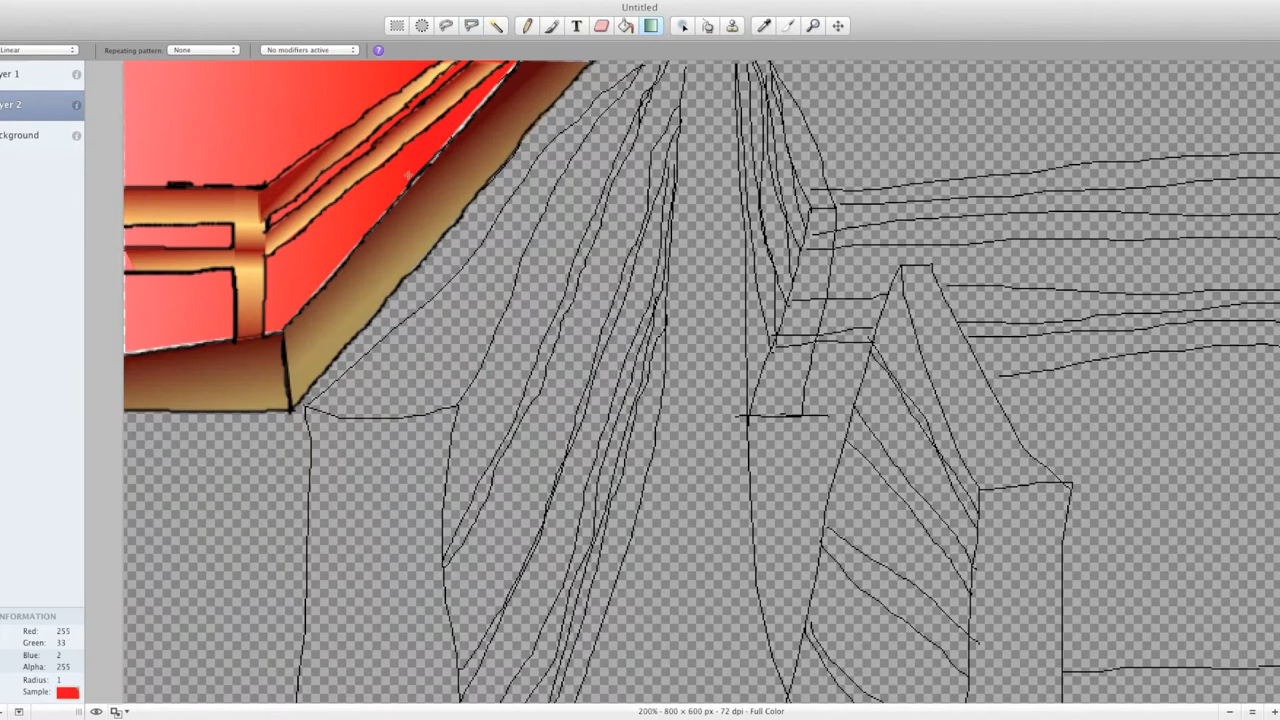 Untitled
T
Linear
Repeating pattern: None
No modifiers active
?
yer 1
yer 2
ckground
NFORMATION
Red: 255
Green: 33
Blue: 2
Alpha: 255
Radius: 1
Sample:
200% - 800 × 600 px - 72 dpi - Full Color